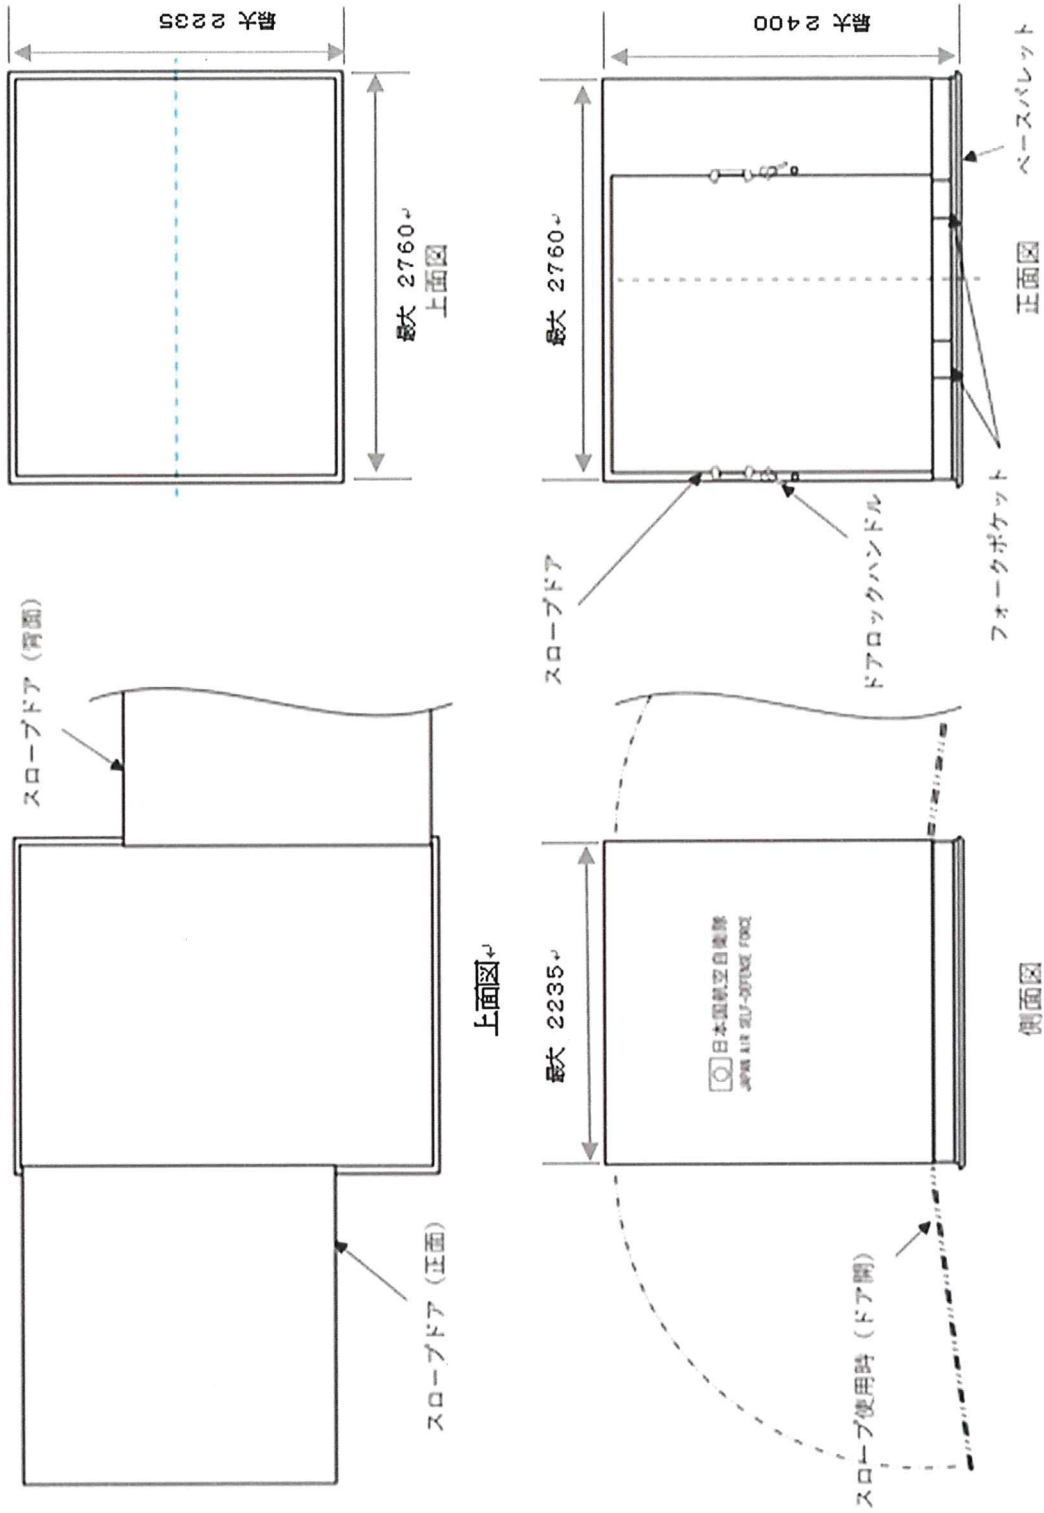 スロープドア（背面）
スロープドア（正面）
上面図
最大 2235
最大 2760
上面図
最大 2235
日本国航空自衛隊
JAPAN AIR SELF-DEFENSE FORCE
スロープ使用時（ドア開）
側面図
最大 2760
最大 2400
スロープドア
ドアロックハンドル
フォークポケット
ベースパレット
正面図